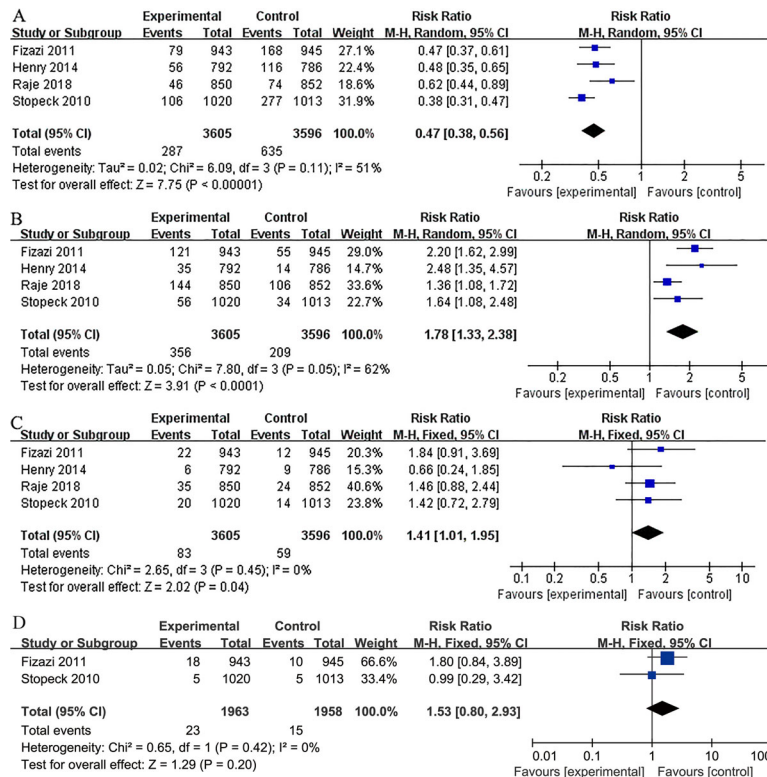 A
Experimental Control Risk Ratio Risk Ratio
Study or Subgroup Events Total Events Total Weight M-H, Random, 95% CI M-H, Random, 95% CI
Fizazi 2011 79 943 168 945 27.1% 0.47 [0.37, 0.61]
Henry 2014 56 792 116 786 22.4% 0.48 [0.35, 0.65]
Raje 2018 46 850 74 852 18.6% 0.62 [0.44, 0.89]
Stopeck 2010 106 1020 277 1013 31.9% 0.38 [0.31, 0.47]
Total (95% CI) 3605 3596 100.0% 0.47 [0.38, 0.56]
Total events 287 635
Heterogeneity: Tau² = 0.02; Chi² = 6.09, df = 3 (P = 0.11); I² = 51%
Test for overall effect: Z = 7.75 (P < 0.00001)
0.2 0.5 1 2 5
Favours [experimental] Favours [control]
B
Experimental Control Risk Ratio Risk Ratio
Study or Subgroup Events Total Events Total Weight M-H, Random, 95% CI M-H, Random, 95% CI
Fizazi 2011 121 943 55 945 29.0% 2.20 [1.62, 2.99]
Henry 2014 35 792 14 786 14.7% 2.48 [1.35, 4.57]
Raje 2018 144 850 106 852 33.6% 1.36 [1.08, 1.72]
Stopeck 2010 56 1020 34 1013 22.7% 1.64 [1.08, 2.48]
Total (95% CI) 3605 3596 100.0% 1.78 [1.33, 2.38]
Total events 356 209
Heterogeneity: Tau² = 0.05; Chi² = 7.80, df = 3 (P = 0.05); I² = 62%
Test for overall effect: Z = 3.91 (P < 0.0001)
0.2 0.5 1 2 5
Favours [experimental] Favours [control]
C
Experimental Control Risk Ratio Risk Ratio
Study or Subgroup Events Total Events Total Weight M-H, Fixed, 95% CI M-H, Fixed, 95% CI
Fizazi 2011 22 943 12 945 20.3% 1.84 [0.91, 3.69]
Henry 2014 6 792 9 786 15.3% 0.66 [0.24, 1.85]
Raje 2018 35 850 24 852 40.6% 1.46 [0.88, 2.44]
Stopeck 2010 20 1020 14 1013 23.8% 1.42 [0.72, 2.79]
Total (95% CI) 3605 3596 100.0% 1.41 [1.01, 1.95]
Total events 83 59
Heterogeneity: Chi² = 2.65, df = 3 (P = 0.45); I² = 0%
Test for overall effect: Z = 2.02 (P = 0.04)
0.1 0.2 0.5 1 2 5 10
Favours [experimental] Favours [control]
D
Experimental Control Risk Ratio Risk Ratio
Study or Subgroup Events Total Events Total Weight M-H, Fixed, 95% CI M-H, Fixed, 95% CI
Fizazi 2011 18 943 10 945 66.6% 1.80 [0.84, 3.89]
Stopeck 2010 5 1020 5 1013 33.4% 0.99 [0.29, 3.42]
Total (95% CI) 1963 1958 100.0% 1.53 [0.80, 2.93]
Total events 23 15
Heterogeneity: Chi² = 0.65, df = 1 (P = 0.42); I² = 0%
Test for overall effect: Z = 1.29 (P = 0.20)
0.01 0.1 1 10 100
Favours [experimental] Favours [control]